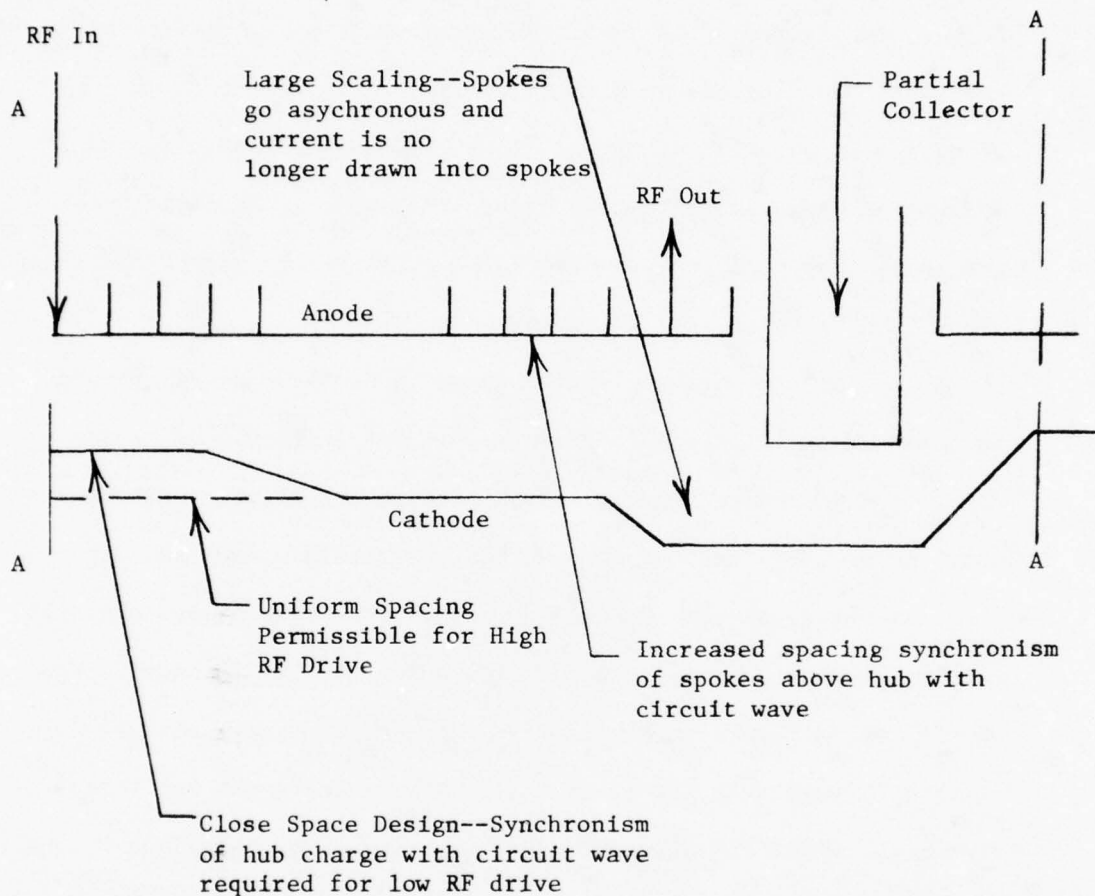 A
RF In
A
Large Scaling--Spokes
go asychronous and
current is no
longer drawn into spokes
Partial
Collector
RF Out
Anode
Cathode
A
A
Uniform Spacing
Permissible for High
RF Drive
Increased spacing synchronism
of spokes above hub with
circuit wave
Close Space Design--Synchronism
of hub charge with circuit wave
required for low RF drive